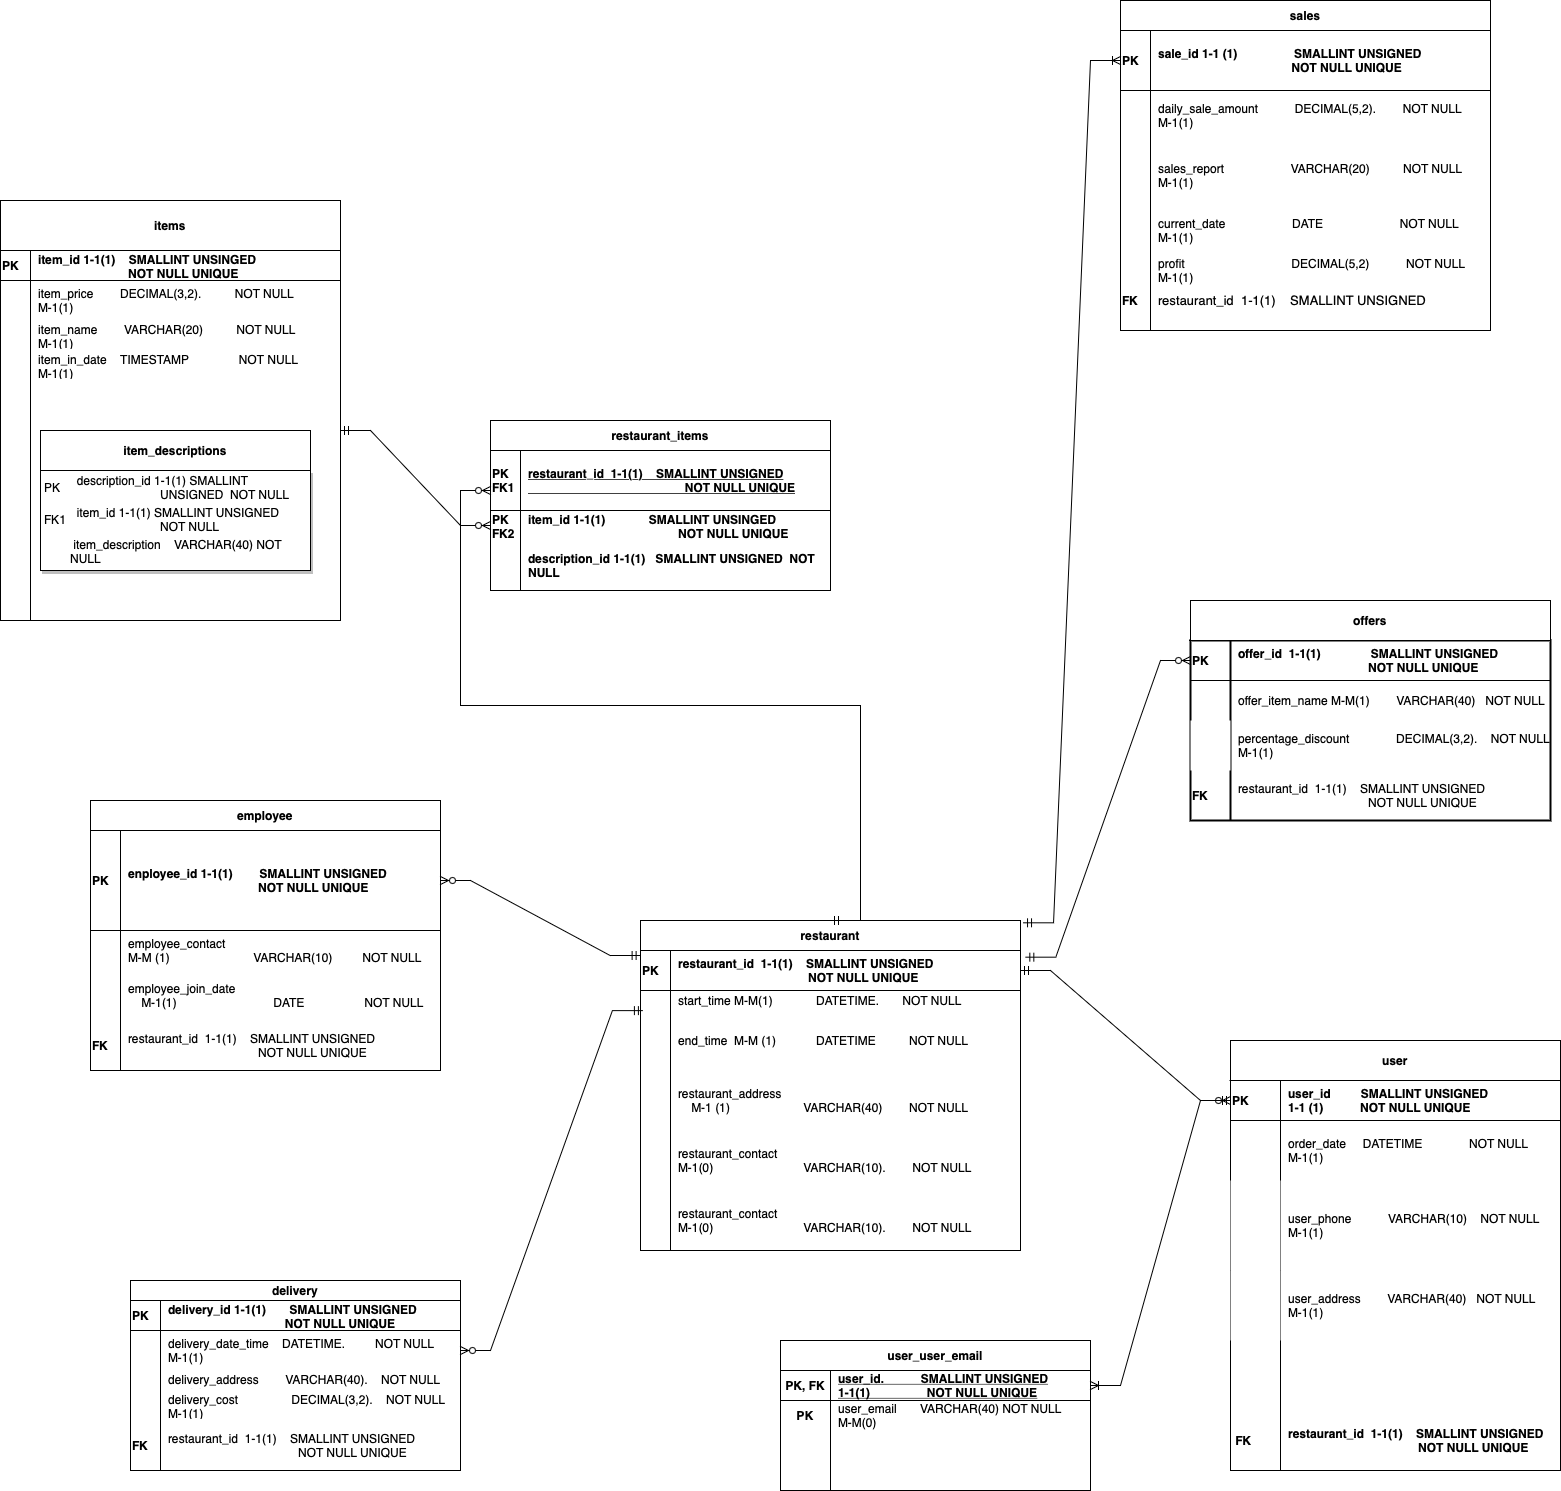 sales
PK
sale_id 1-1 (1) SMALLINT UNSIGNED
NOT NULL UNIQUE
daily_sale_amount DECIMAL(5,2). NOT NULL
M-1(1)
sales_report VARCHAR(20) NOT NULL
M-1(1)
current_date DATE NOT NULL
M-1(1)
profit DECIMAL(5,2) NOT NULL
M-1(1)
FK restaurant_id 1-1(1) SMALLINT UNSIGNED
items
PK
item_id 1-1(1) SMALLINT UNSINGED
NOT NULL UNIQUE
item_price DECIMAL(3,2). NOT NULL
M-1(1)
item_name VARCHAR(20) NOT NULL
M-1(1)
item_in_date TIMESTAMP NOT NULL
M-1(1)
item_descriptions
PK
description_id 1-1(1) SMALLINT
UNSIGNED NOT NULL
FK1
item_id 1-1(1) SMALLINT UNSIGNED
NOT NULL
item_description VARCHAR(40) NOT
NULL
restaurant_items
PK restaurant_id 1-1(1) SMALLINT UNSIGNED
FK1 NOT NULL UNIQUE
PK item_id 1-1(1) SMALLINT UNSINGED
FK2 NOT NULL UNIQUE
description_id 1-1(1) SMALLINT UNSIGNED NOT
NULL
offers
PK
offer_id 1-1(1) SMALLINT UNSIGNED
NOT NULL UNIQUE
offer_item_name M-M(1) VARCHAR(40) NOT NULL
percentage_discount DECIMAL(3,2). NOT NULL
M-1(1)
FK
restaurant_id 1-1(1) SMALLINT UNSIGNED
NOT NULL UNIQUE
employee
PK
enployee_id 1-1(1) SMALLINT UNSIGNED
NOT NULL UNIQUE
employee_contact
M-M (1) VARCHAR(10) NOT NULL
employee_join_date
M-1(1) DATE NOT NULL
FK
restaurant_id 1-1(1) SMALLINT UNSIGNED
NOT NULL UNIQUE
restaurant
PK
restaurant_id 1-1(1) SMALLINT UNSIGNED
NOT NULL UNIQUE
start_time M-M(1) DATETIME. NOT NULL
end_time M-M (1) DATETIME NOT NULL
restaurant_address
M-1 (1) VARCHAR(40) NOT NULL
restaurant_contact
M-1(0) VARCHAR(10). NOT NULL
restaurant_contact
M-1(0) VARCHAR(10). NOT NULL
user
PK
user_id SMALLINT UNSIGNED
1-1 (1) NOT NULL UNIQUE
order_date DATETIME NOT NULL
M-1(1)
user_phone VARCHAR(10) NOT NULL
M-1(1)
user_address VARCHAR(40) NOT NULL
M-1(1)
FK
restaurant_id 1-1(1) SMALLINT UNSIGNED
NOT NULL UNIQUE
delivery
PK
delivery_id 1-1(1) SMALLINT UNSIGNED
NOT NULL UNIQUE
delivery_date_time DATETIME. NOT NULL
M-1(1)
delivery_address VARCHAR(40). NOT NULL
delivery_cost DECIMAL(3,2). NOT NULL
M-1(1)
FK
restaurant_id 1-1(1) SMALLINT UNSIGNED
NOT NULL UNIQUE
user_user_email
PK, FK
user_id. SMALLINT UNSIGNED
1-1(1) NOT NULL UNIQUE
PK
user_email VARCHAR(40) NOT NULL
M-M(0)